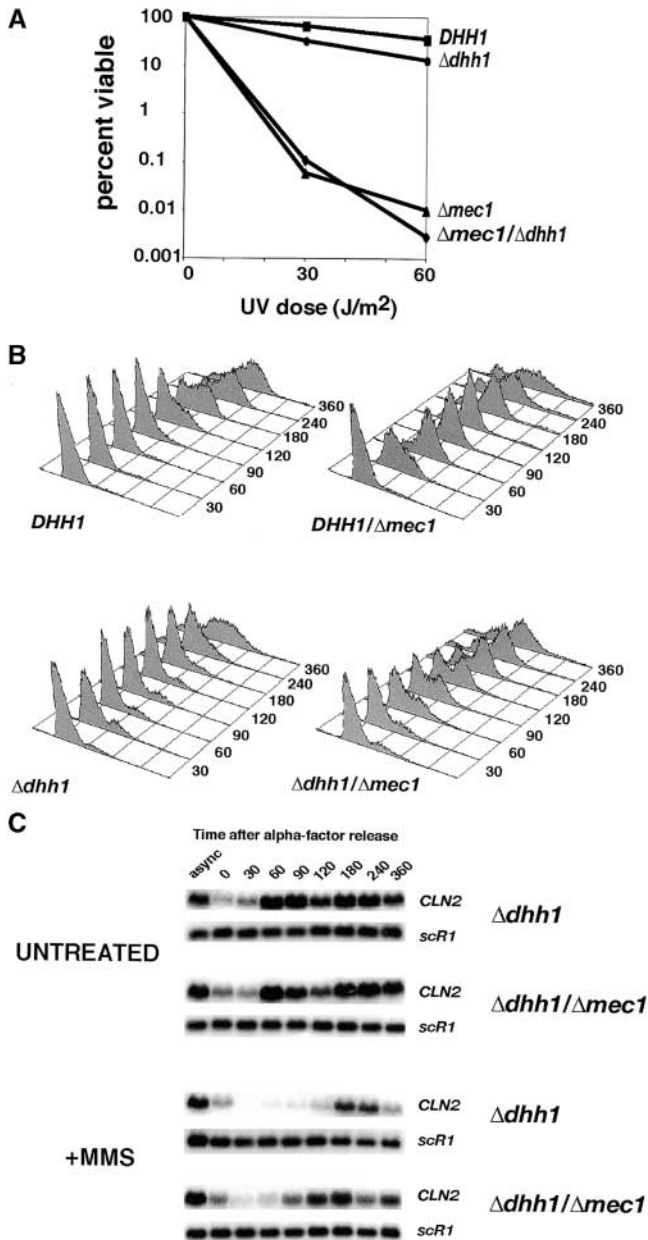 A
percent viable
100
10
1
0.1
0.01
0.001
0
30
60
UV dose (J/m²)
DHH1
Δdhh1
Δmec1
Δmec1/Δdhh1
B
30
60
90
120
180
240
360
DHH1
30
60
90
120
180
240
360
DHH1/Δmec1
30
60
90
120
180
240
360
Δdhh1
30
60
90
120
180
240
360
Δdhh1/Δmec1
C
Time after alpha-factor release
async 0 30 60 90 120 180 240 360
UNTREATED
CLN2
scR1
Δdhh1
CLN2
scR1
Δdhh1/Δmec1
+MMS
CLN2
scR1
Δdhh1
CLN2
scR1
Δdhh1/Δmec1